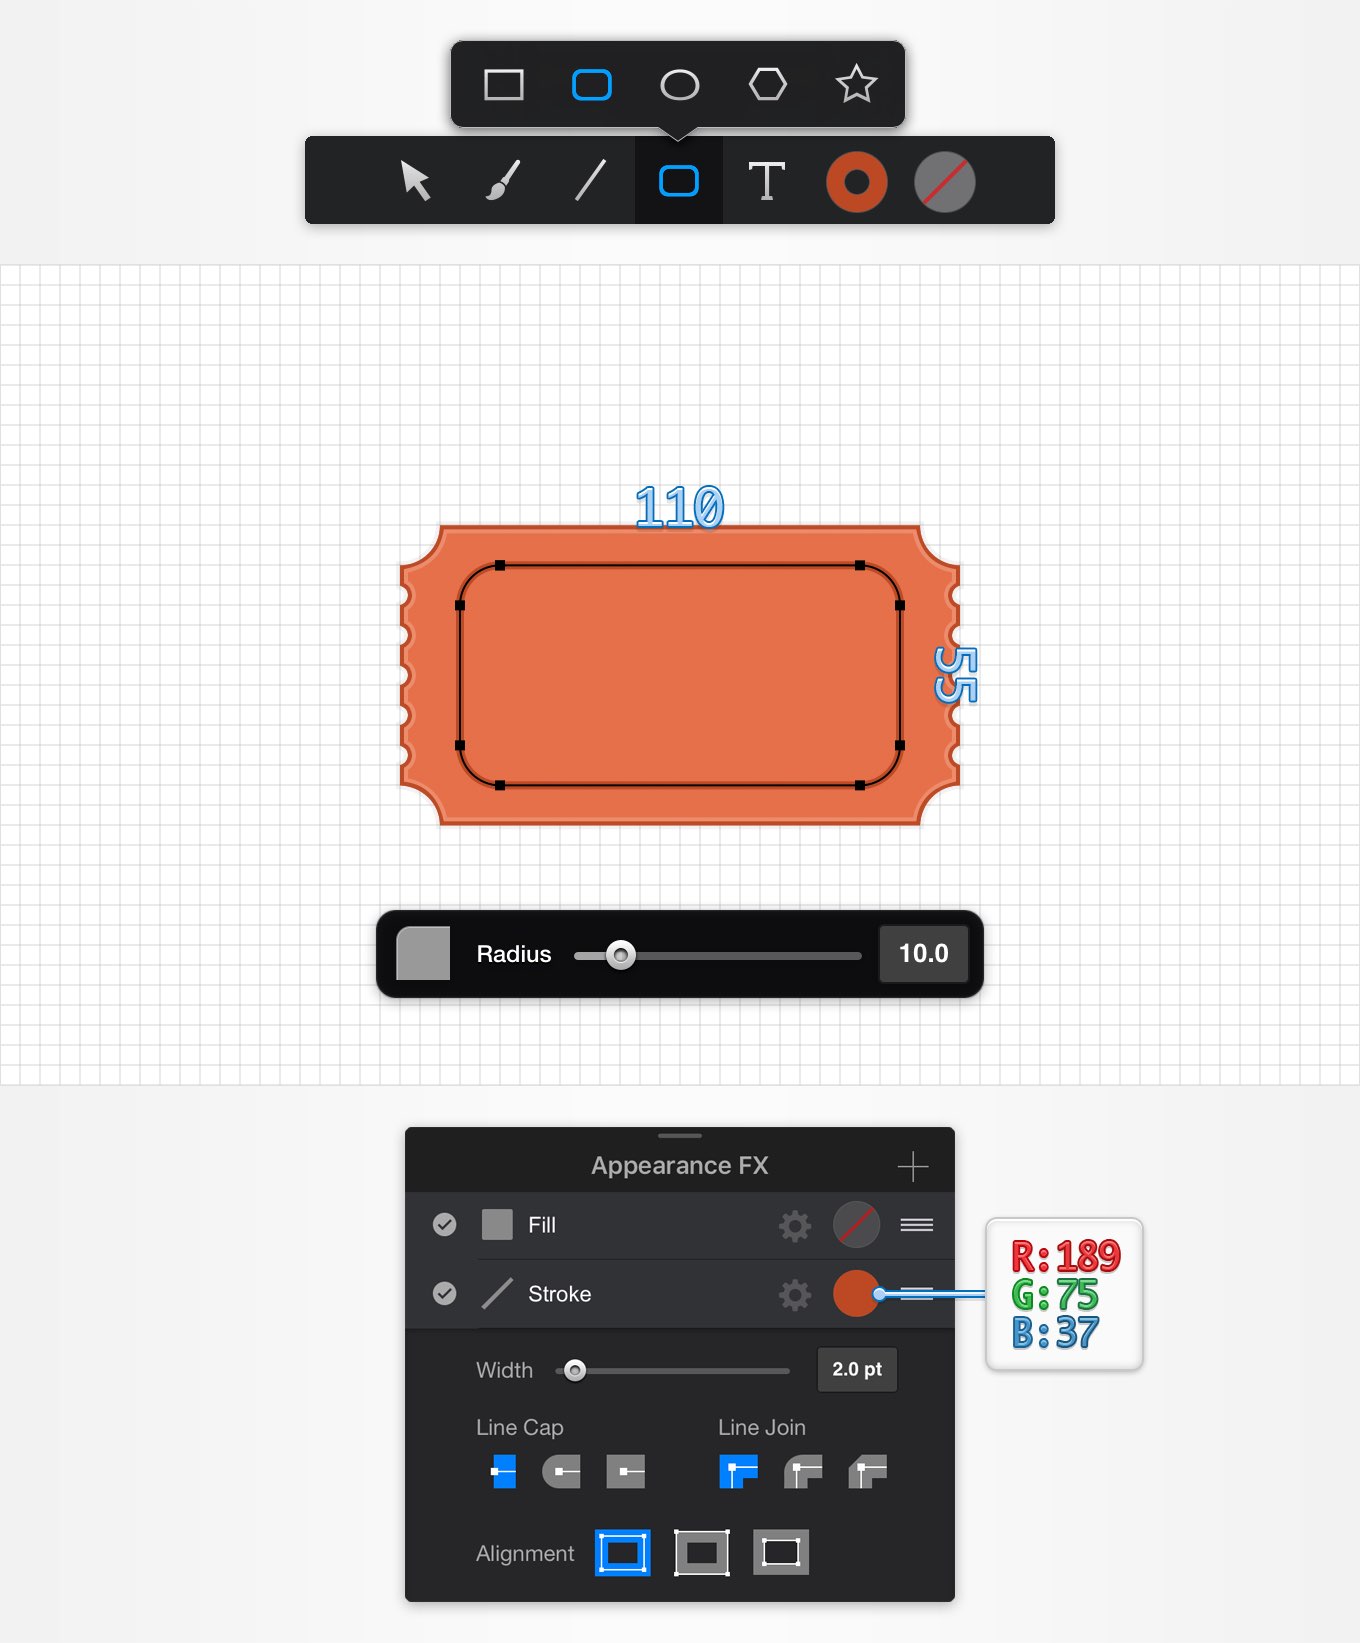 T
110
55
Radius
10.0
Appearance FX
Fill
Stroke
R:189
G:75
B:37
Width
2.0 pt
Line Cap
Line Join
Alignment